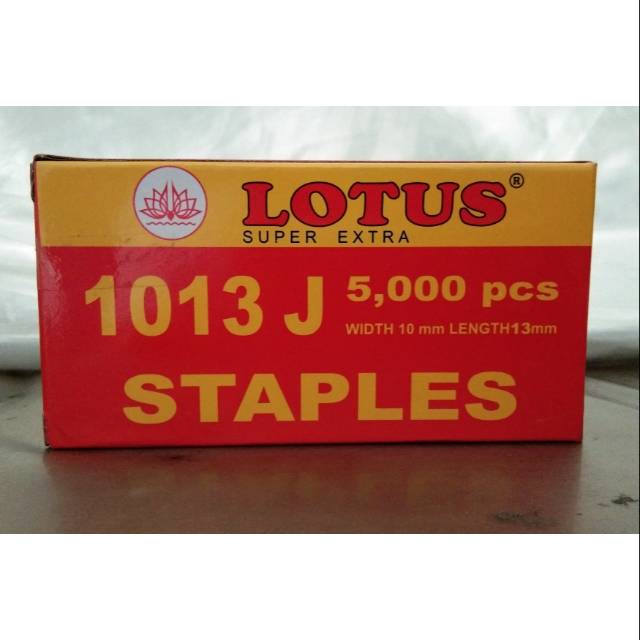 LOTUS®
SUPER EXTRA
1013 J
5,000 pcs
WIDTH 10 mm LENGTH13mm
STAPLES